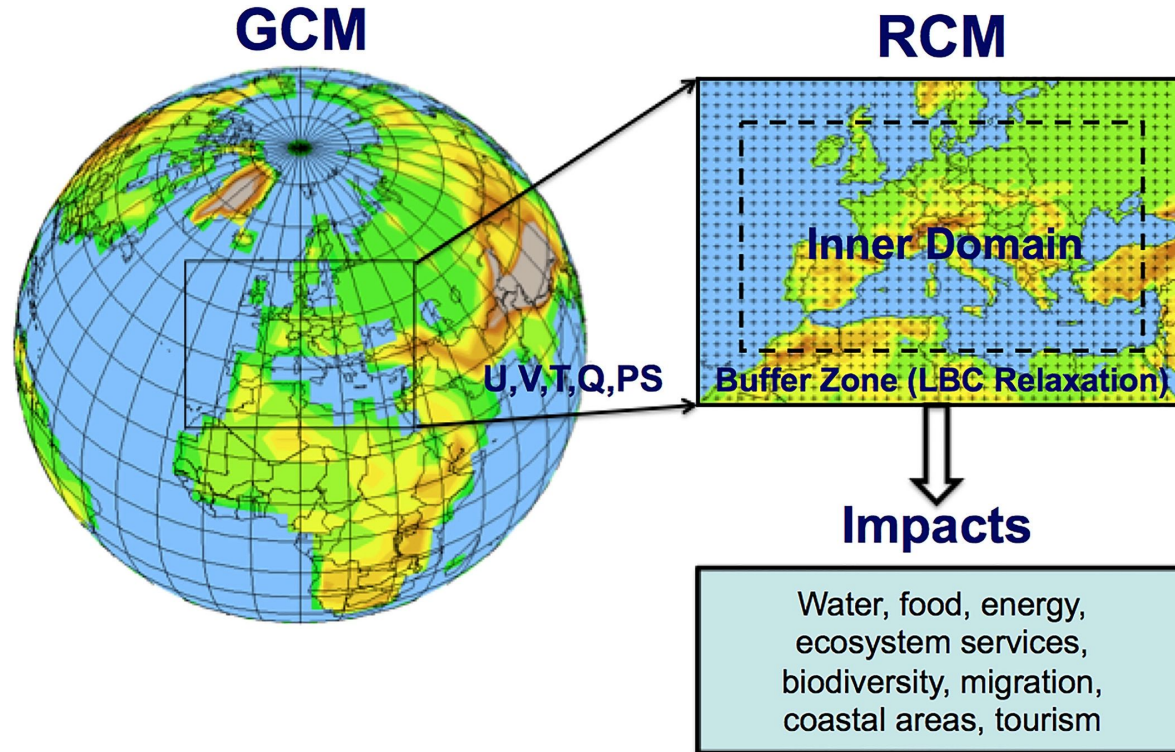 GCM
RCM
Inner Domain
U,V,T,Q,PS
Buffer Zone (LBC Relaxation)
Impacts
Water, food, energy,
ecosystem services,
biodiversity, migration,
coastal areas, tourism